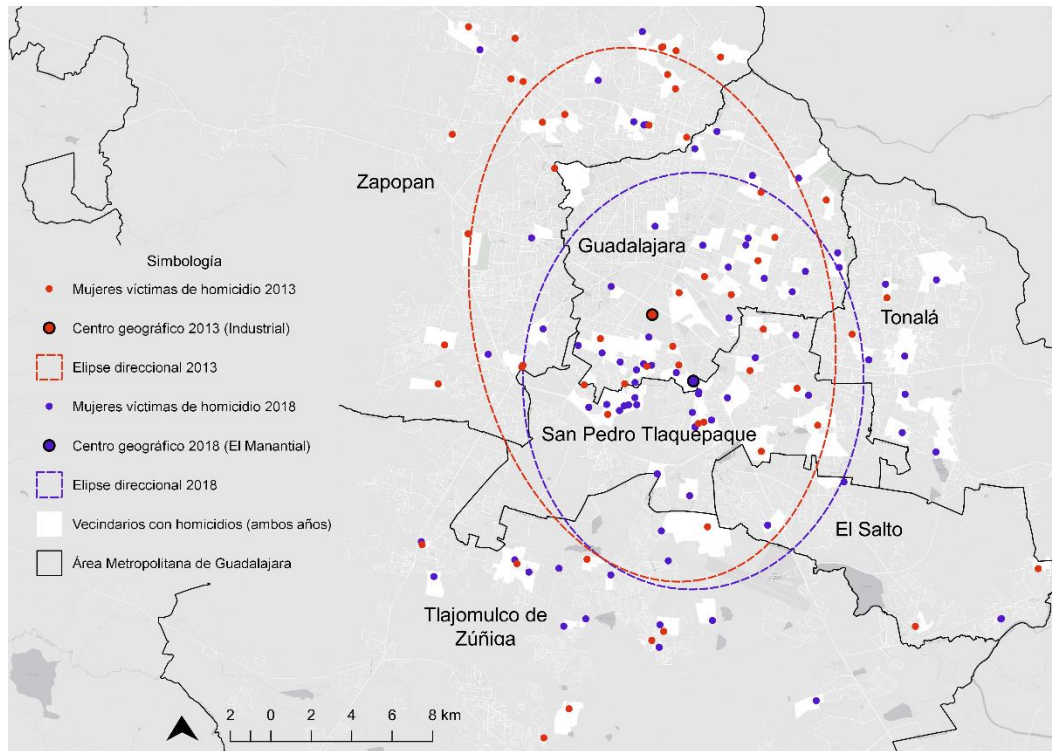 Zapopan
Guadalajara
Tonalá
San Pedro Tlaquepaque
El Salto
Tlajomulco de
Zúñiga
Simbología
Mujeres víctimas de homicidio 2013
Centro geográfico 2013 (Industrial)
Elipse direccional 2013
Mujeres víctimas de homicidio 2018
Centro geográfico 2018 (El Manantial)
Elipse direccional 2018
Vecindarios con homicidios (ambos años)
Área Metropolitana de Guadalajara
2 0 2 4 6 8 km